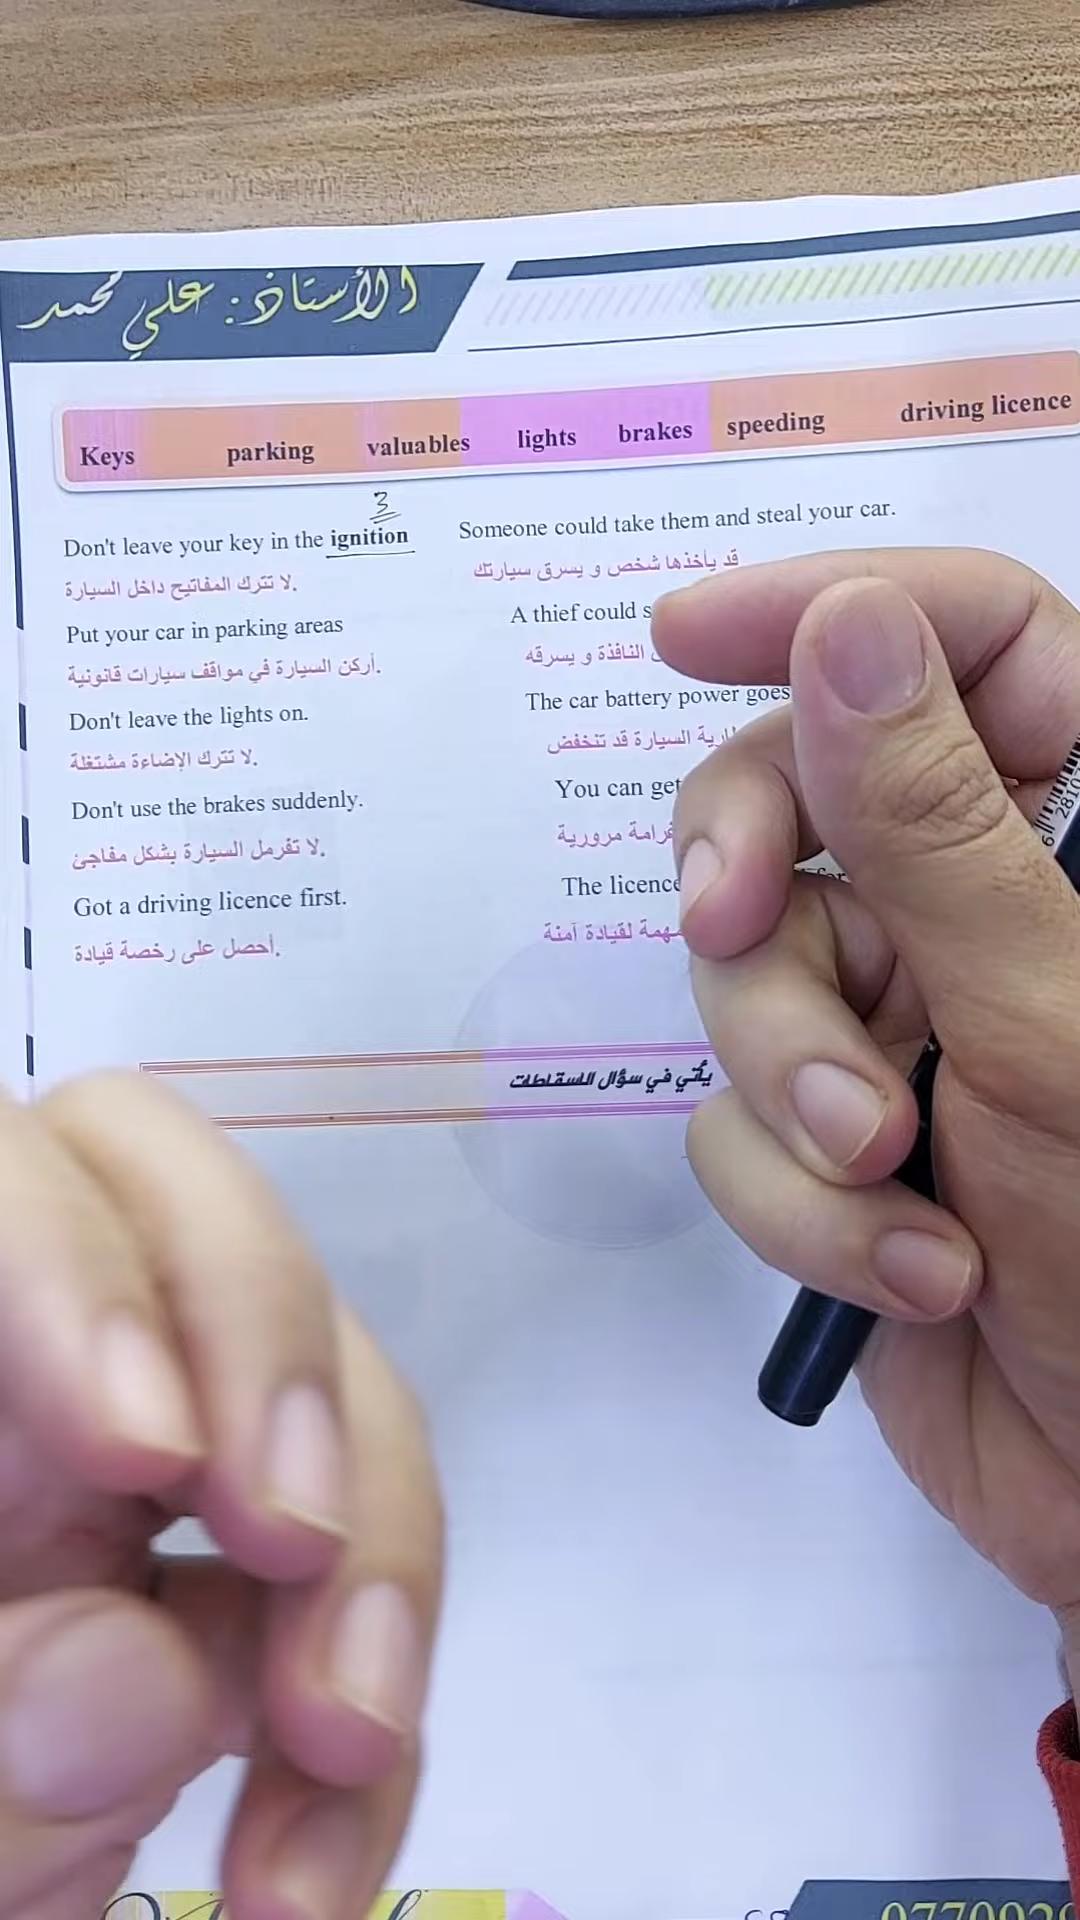 الأستاذ: علي محمد
Keys parking valuables lights brakes speeding driving licence
3
Don't leave your key in the ignition Someone could take them and steal your car.
لا تترك المفاتيح داخل السيارة. قد يأخذها شخص و يسرق سيارتك
Put your car in parking areas A thief could
أركن السيارة في مواقف سيارات قانونية. النافذة و يسرقه
Don't leave the lights on. The car battery power goes
لا تترك الإضاءة مشتغلة. السيارة قد تنخفض
Don't use the brakes suddenly. You can get
لا تفرمل السيارة بشكل مفاجئ. غرامة مرورية
Got a driving licence first. The licence
أحصل على رخصة قيادة. مهمة لقيادة آمنة
يأتي في سؤال الاسقاطات